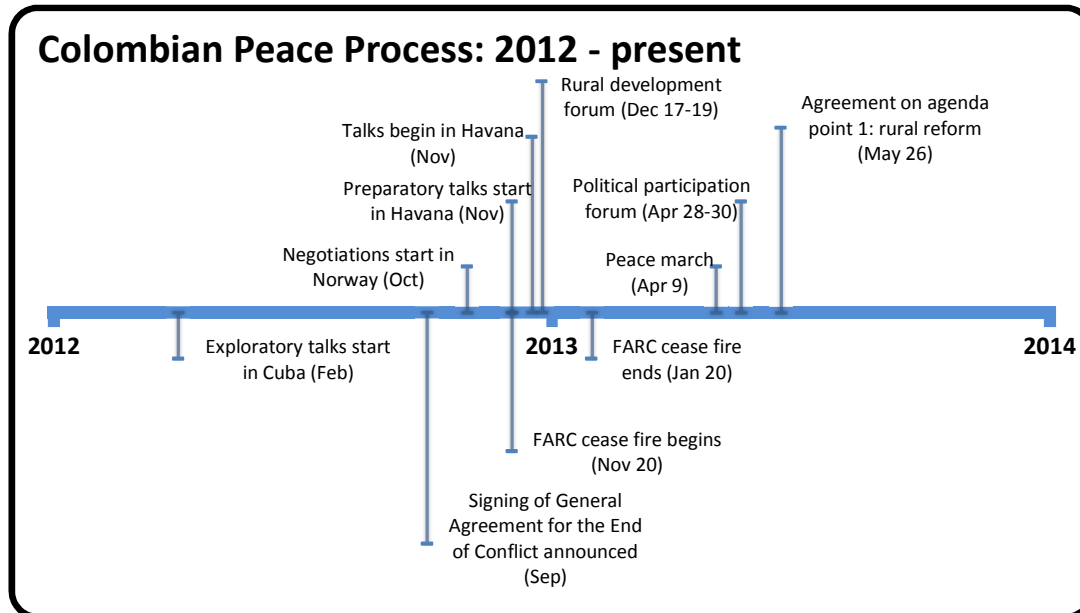 Colombian Peace Process: 2012 - present
Rural development
forum (Dec 17-19)
Agreement on agenda
point 1: rural reform
(May 26)
Talks begin in Havana
(Nov)
Preparatory talks start
in Havana (Nov)
Political participation
forum (Apr 28-30)
Negotiations start in
Norway (Oct)
Peace march
(Apr 9)
2012
2013
2014
Exploratory talks start
in Cuba (Feb)
FARC cease fire
ends (Jan 20)
FARC cease fire begins
(Nov 20)
Signing of General
Agreement for the End
of Conflict announced
(Sep)